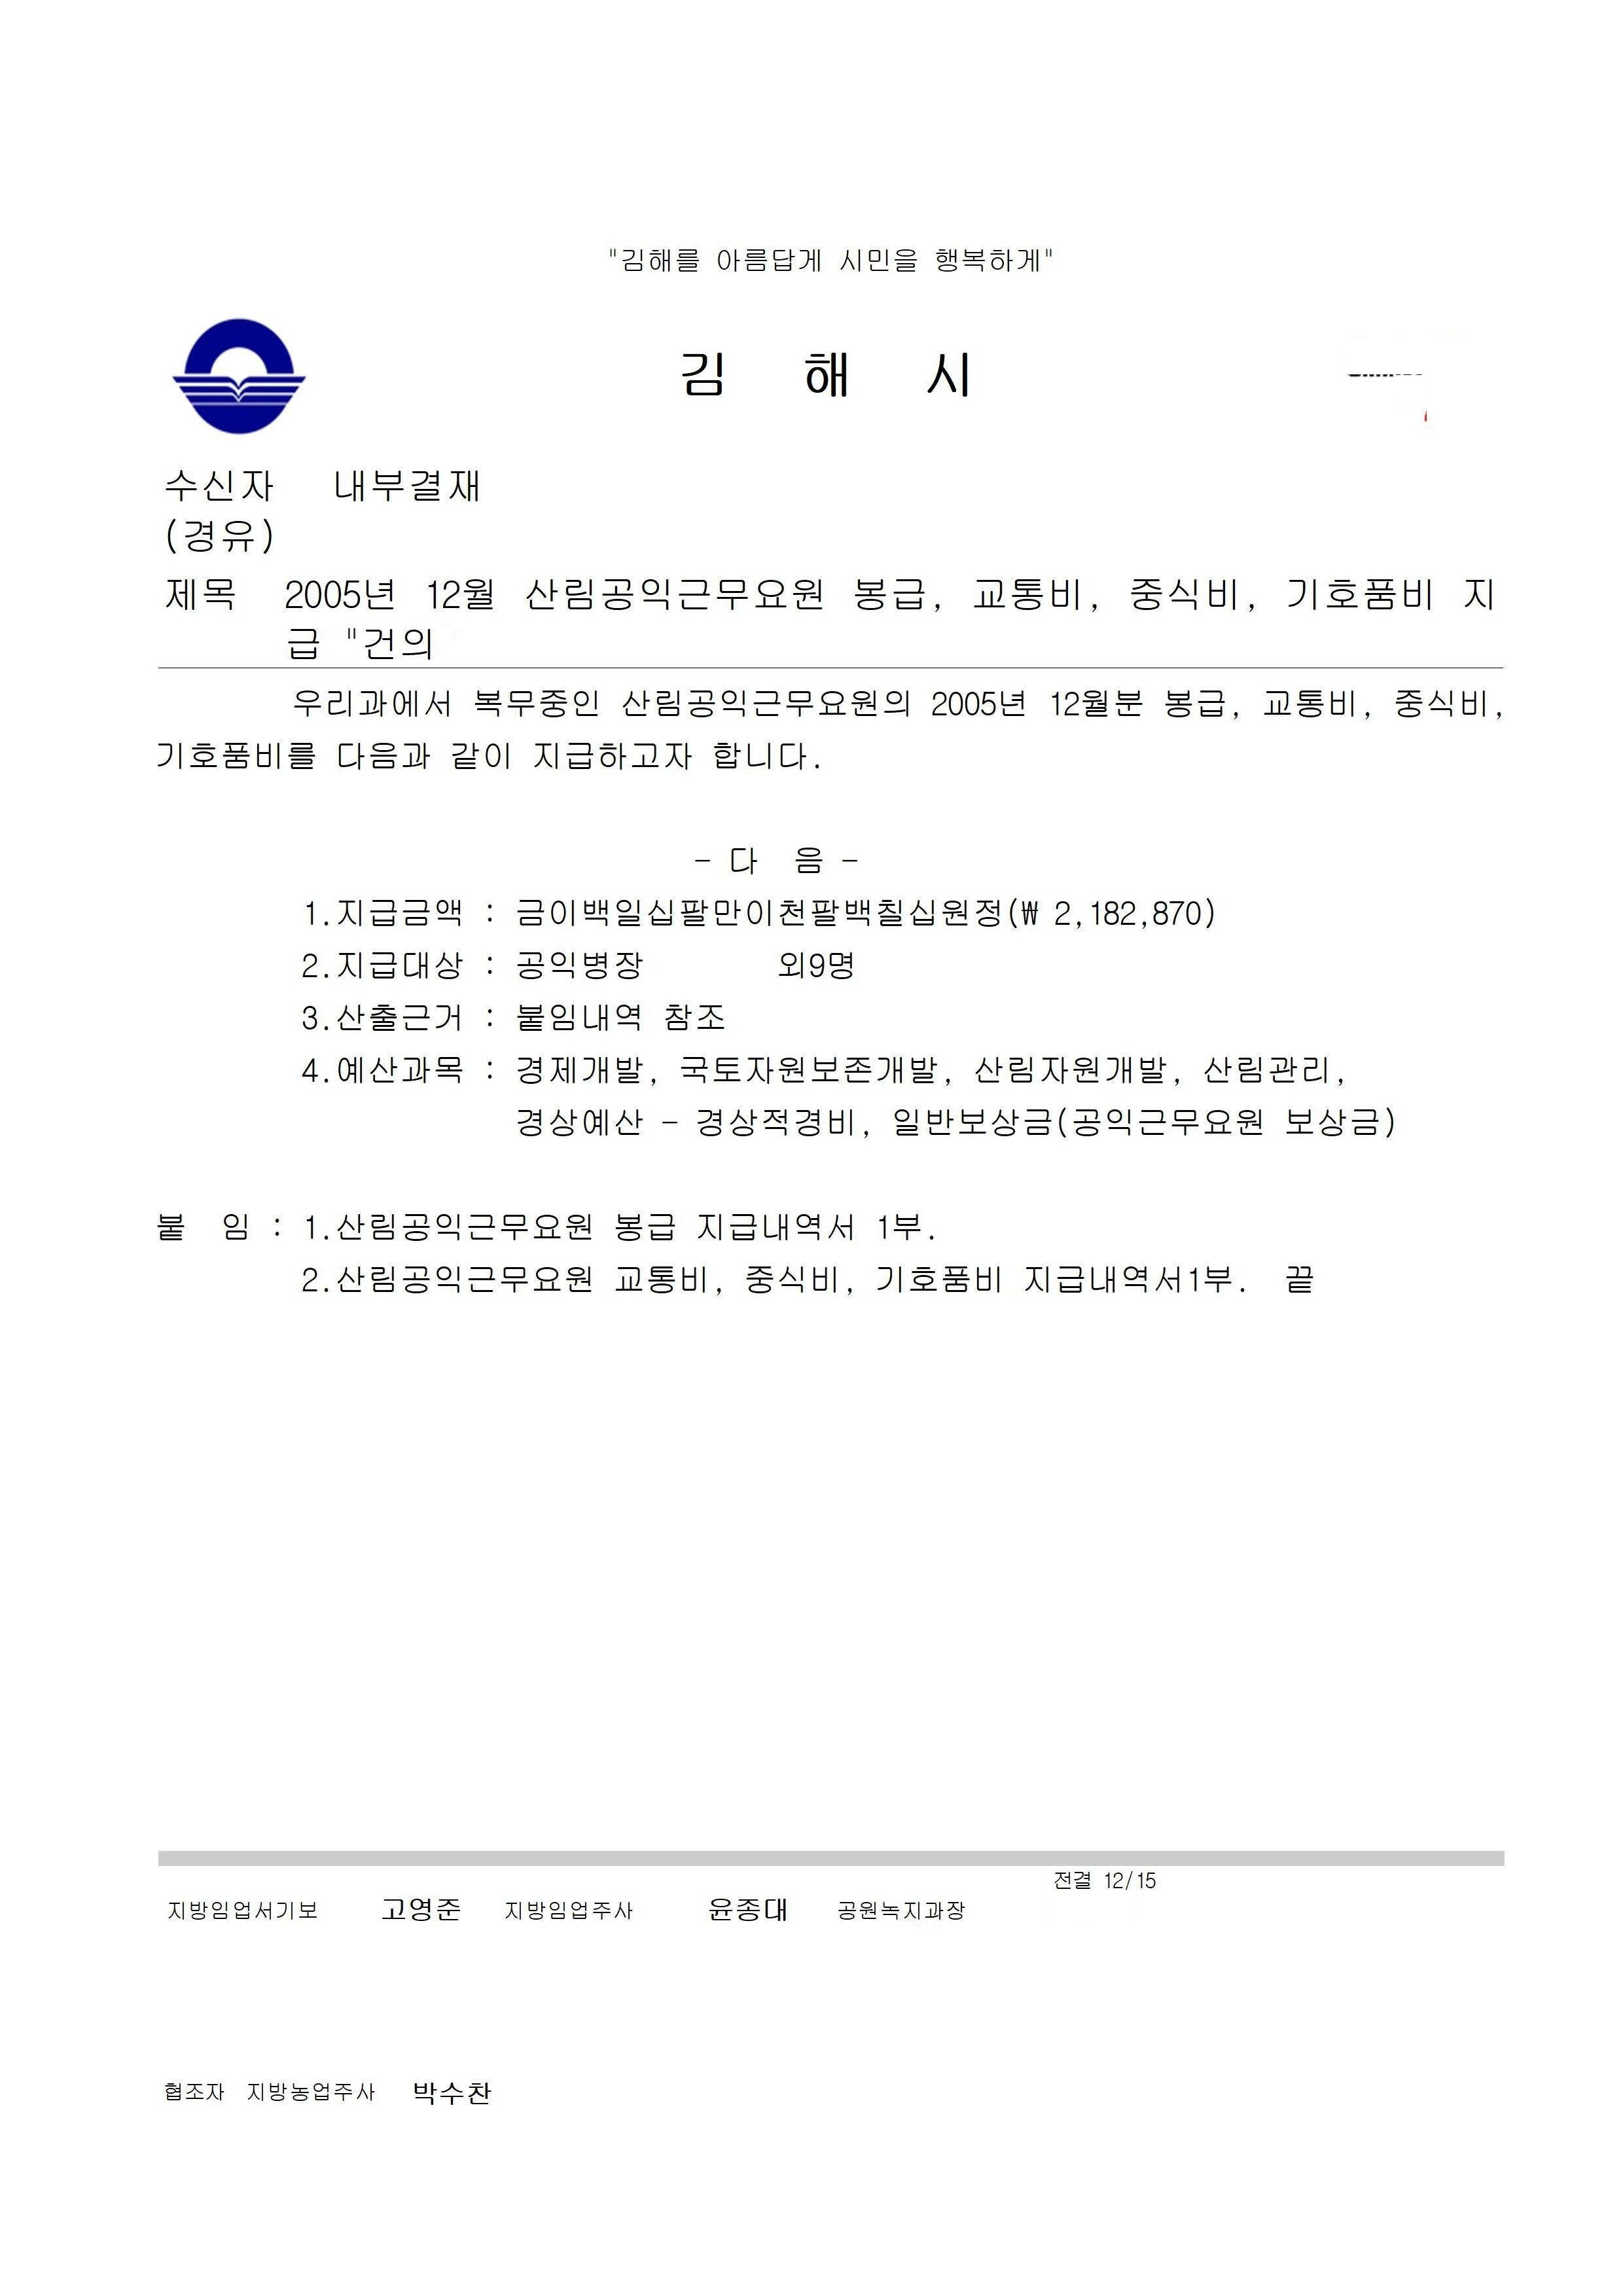 "김해를 아름답게 시민을 행복하게"
김 해 시
수신자 내부결재
(경유)
제목 2005년 12월 산림공익근무요원 봉급, 교통비, 중식비, 기호품비 지
급 "건의
우리과에서 복무중인 산림공익근무요원의 2005년 12월분 봉급, 교통비, 중식비,
기호품비를 다음과 같이 지급하고자 합니다.
- 다 음 -
1.지급금액 : 금이백일십팔만이천팔백칠십원정(₩ 2,182,870)
2.지급대상 : 공익병장 외9명
3.산출근거 : 붙임내역 참조
4.예산과목 : 경제개발, 국토자원보존개발, 산림자원개발, 산림관리,
경상예산 - 경상적경비, 일반보상금(공익근무요원 보상금)
붙 임 : 1.산림공익근무요원 봉급 지급내역서 1부.
2.산림공익근무요원 교통비, 중식비, 기호품비 지급내역서1부. 끝
전결 12/15
지방임업서기보 고영준 지방임업주사 윤종대 공원녹지과장
협조자 지방농업주사 박수찬